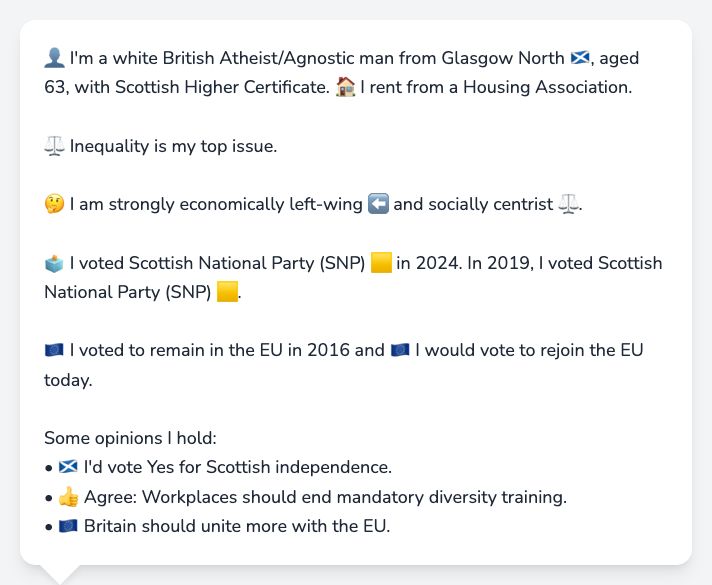 👤 I'm a white British Atheist/Agnostic man from Glasgow North 🏴󠁧󠁢󠁳󠁣󠁴󠁿, aged
63, with Scottish Higher Certificate. 🏠 I rent from a Housing Association.
⚖️ Inequality is my top issue.
🤔 I am strongly economically left-wing ⬅️ and socially centrist ⚖️.
🗳️ I voted Scottish National Party (SNP) 🟨 in 2024. In 2019, I voted Scottish
National Party (SNP) 🟨.
🇪🇺 I voted to remain in the EU in 2016 and 🇪🇺 I would vote to rejoin the EU
today.
Some opinions I hold:
• 🏴󠁧󠁢󠁳󠁣󠁴󠁿 I'd vote Yes for Scottish independence.
• 👍 Agree: Workplaces should end mandatory diversity training.
• 🇪🇺 Britain should unite more with the EU.